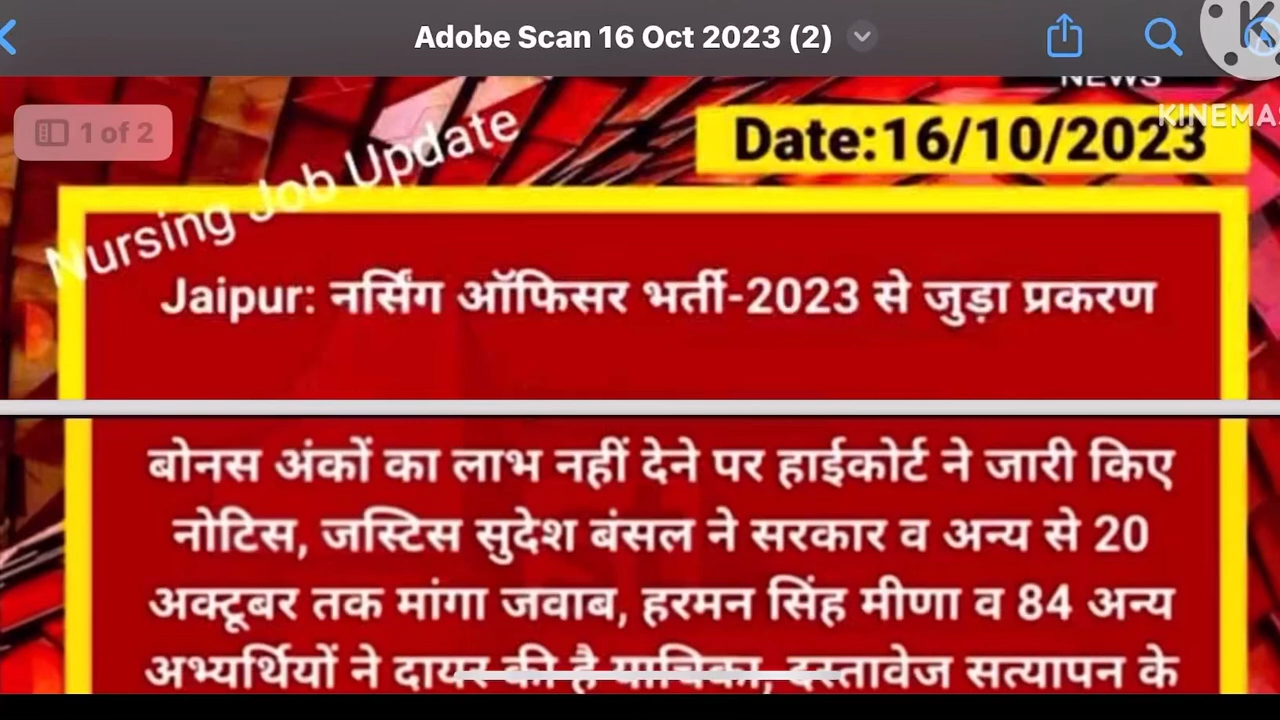 Adobe Scan 16 Oct 2023 (2)
NEWS
KINEMAS
1 of 2
Nursing Job Update
Date:16/10/2023
Jaipur: नर्सिंग ऑफिसर भर्ती-2023 से जुड़ा प्रकरण
बोनस अंकों का लाभ नहीं देने पर हाईकोर्ट ने जारी किए
नोटिस, जस्टिस सुदेश बंसल ने सरकार व अन्य से 20
अक्टूबर तक मांगा जवाब, हरमन सिंह मीणा व 84 अन्य
अभ्यर्थियों ने दायर की है याचिका, दस्तावेज सत्यापन के